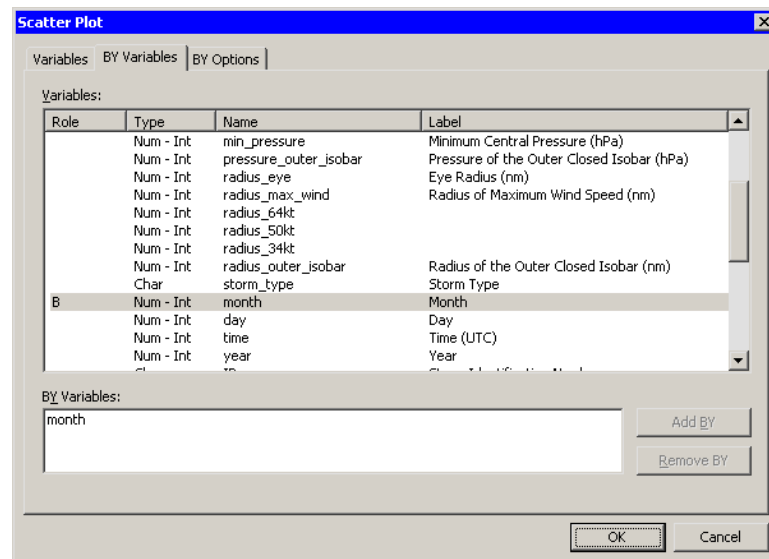 Scatter Plot
Variables BY Variables BY Options
Variables:
Role Type Name Label
Num - Int min_pressure Minimum Central Pressure (hPa)
Num - Int pressure_outer_isobar Pressure of the Outer Closed Isobar (hPa)
Num - Int radius_eye Eye Radius (nm)
Num - Int radius_max_wind Radius of Maximum Wind Speed (nm)
Num - Int radius_64kt
Num - Int radius_50kt
Num - Int radius_34kt
Num - Int radius_outer_isobar Radius of the Outer Closed Isobar (nm)
Char storm_type Storm Type
B Num - Int month Month
Num - Int day Day
Num - Int time Time (UTC)
Num - Int year Year
BY Variables:
month
Add BY
Remove BY
OK Cancel